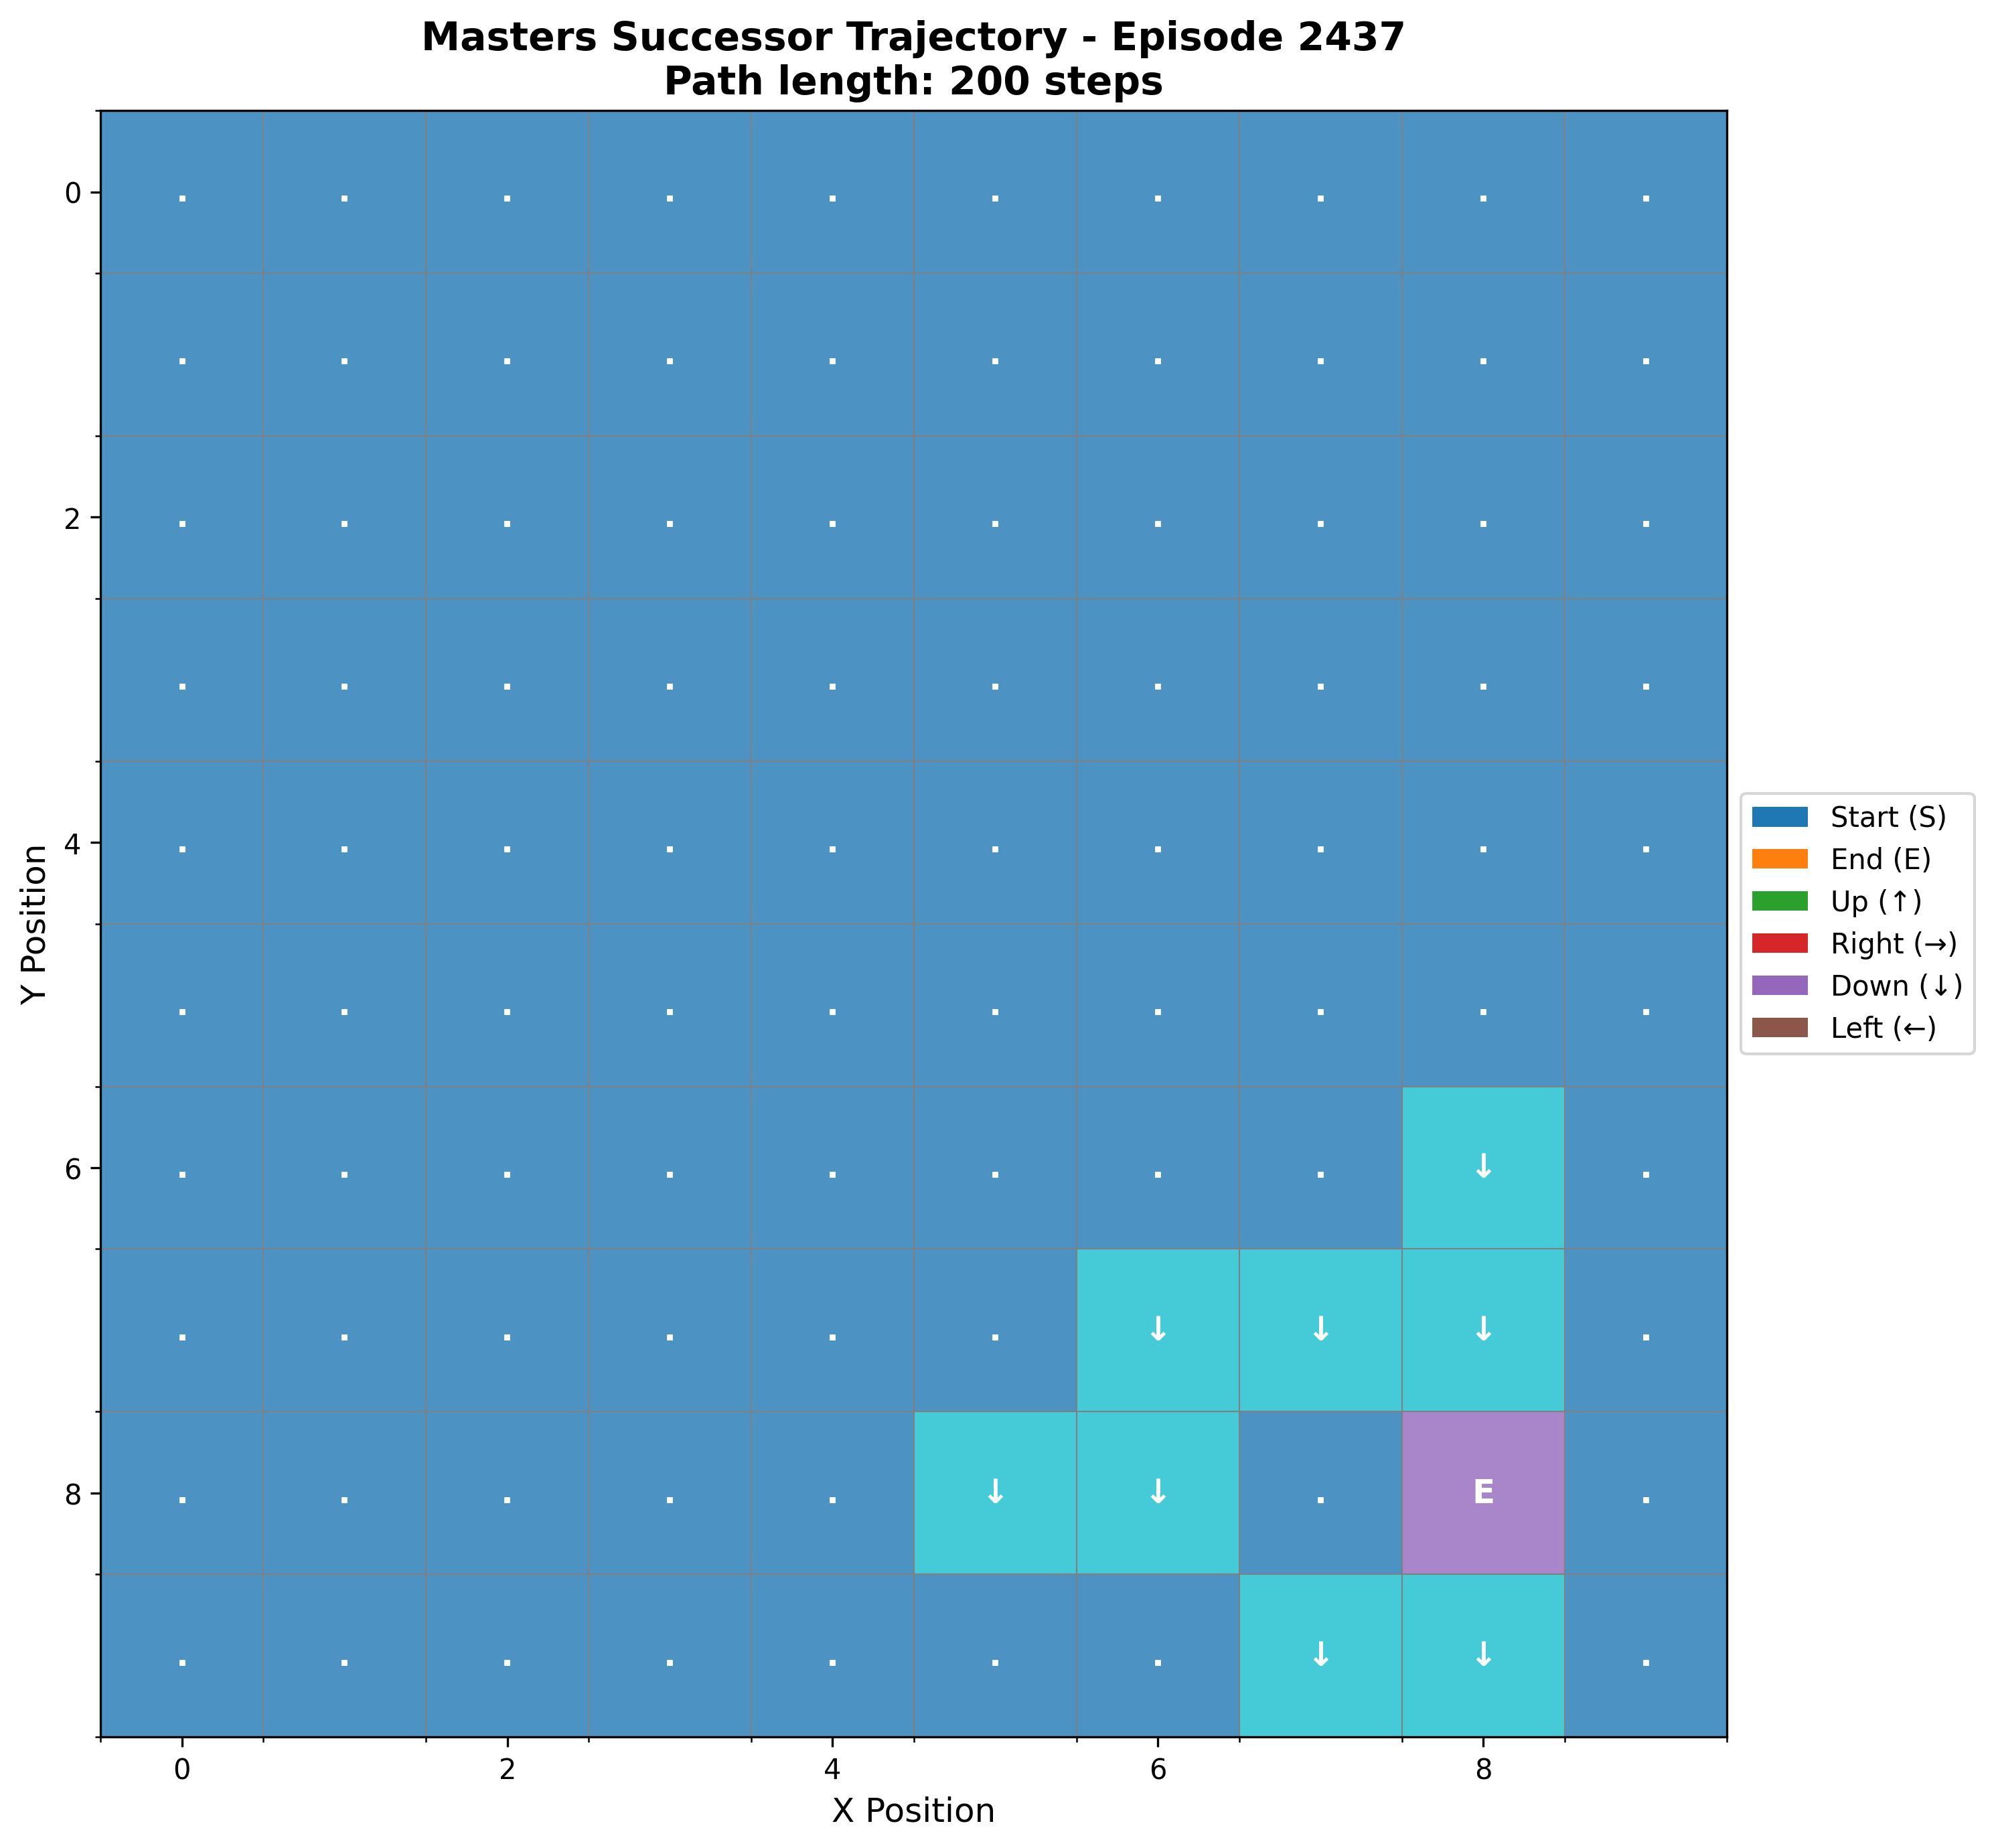 Masters Successor Trajectory - Episode 2437
Path length: 200 steps
0 . . . . . . . . . .
. . . . . . . . . .
2 . . . . . . . . . .
. . . . . . . . . .
4 . . . . . . . . . .
. . . . . . . . . .
6 . . . . . . . . ↓ .
. . . . . . ↓ ↓ ↓ .
8 . . . . . ↓ ↓ . E .
. . . . . . . ↓ ↓ .
0 2 4 6 8
X Position
Y Position
Start (S)
End (E)
Up (↑)
Right (→)
Down (↓)
Left (←)